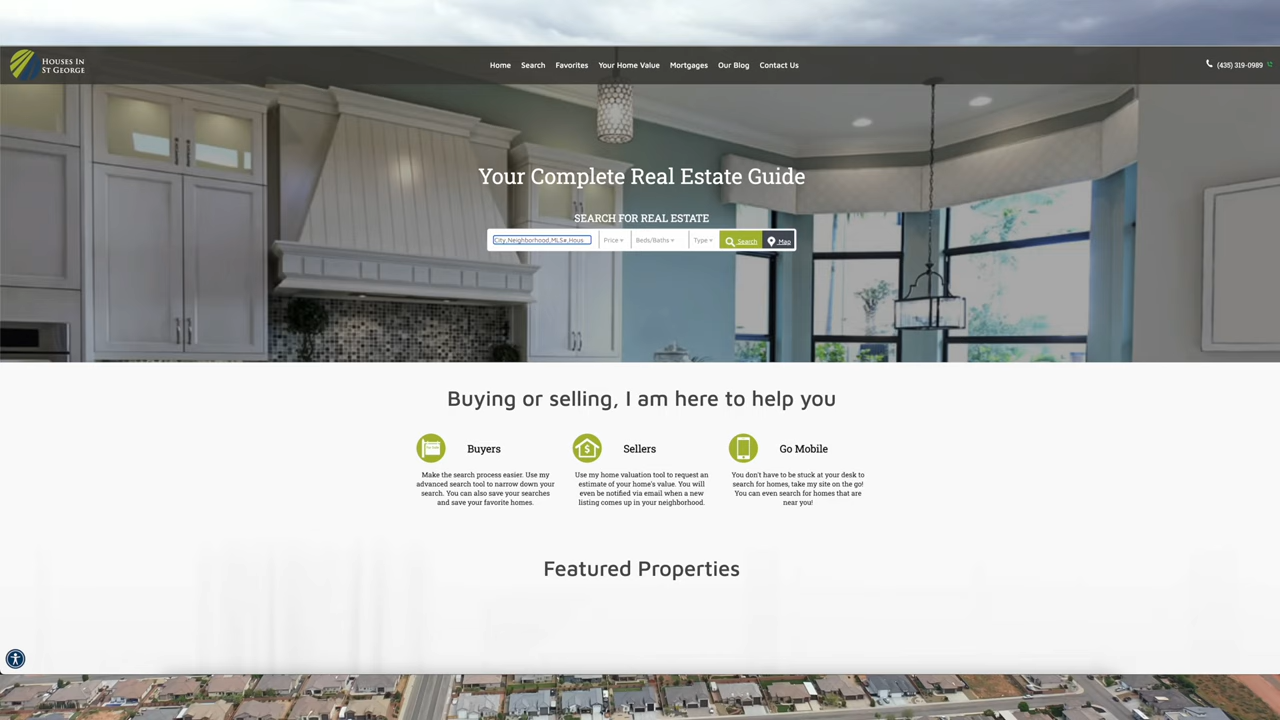 HOUSES IN
ST GEORGE
Home Search Favorites Your Home Value Mortgages Our Blog Contact Us
(435) 319-0989
Your Complete Real Estate Guide
SEARCH FOR REAL ESTATE
City,Neighborhood,MLS#,Hous
Price
Beds/Baths
Type
Search
Map
Buying or selling, I am here to help you
Buyers
Make the search process easier. Use my
advanced search tool to narrow down your
search. You can also save your searches
and save your favorite homes.
Sellers
Use my home valuation tool to request an
estimate of your home's value. You will
even be notified via email when a new
listing comes up in your neighborhood.
Go Mobile
You don't have to be stuck at your desk to
search for homes, take my site on the go!
You can even search for homes that are
near you!
Featured Properties